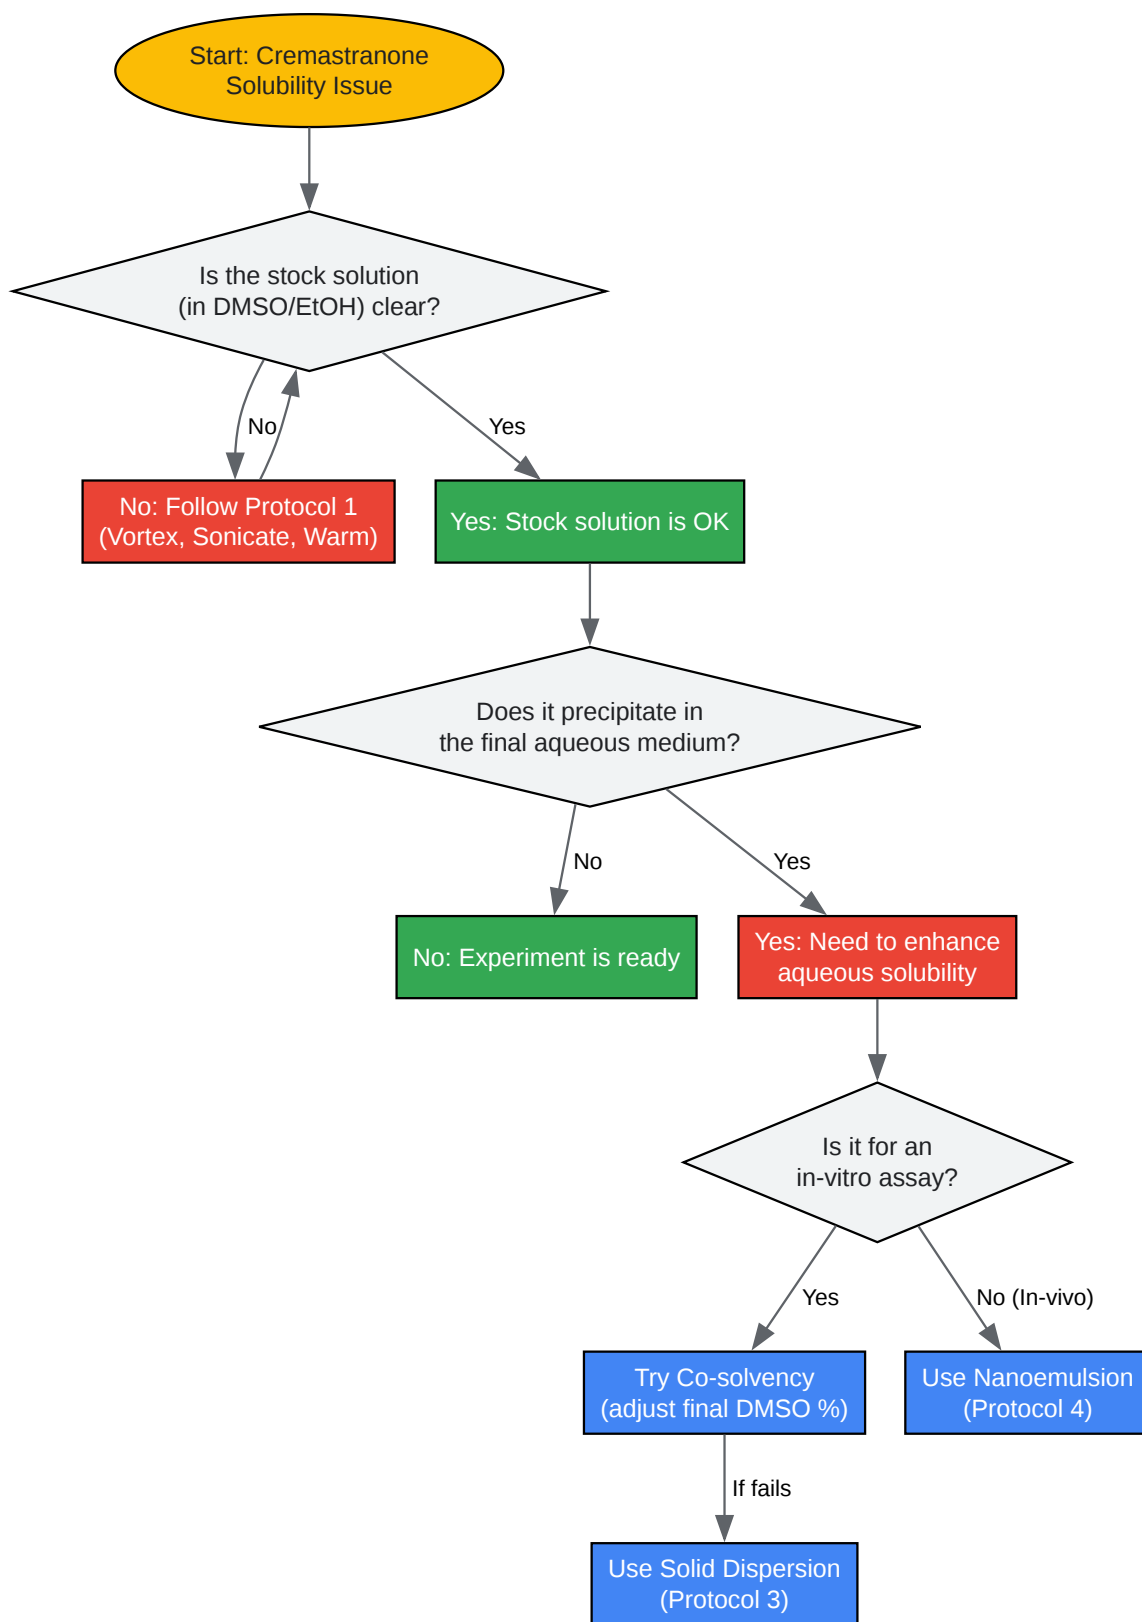 Start: Cremastranone
Solubility Issue
Is the stock solution
(in DMSO/EtOH) clear?
No
Yes
No: Follow Protocol 1
(Vortex, Sonicate, Warm)
Yes: Stock solution is OK
Does it precipitate in
the final aqueous medium?
No
Yes
No: Experiment is ready
Yes: Need to enhance
aqueous solubility
Is it for an
in-vitro assay?
Yes
No (In-vivo)
Try Co-solvency
(adjust final DMSO %)
Use Nanoemulsion
(Protocol 4)
If fails
Use Solid Dispersion
(Protocol 3)